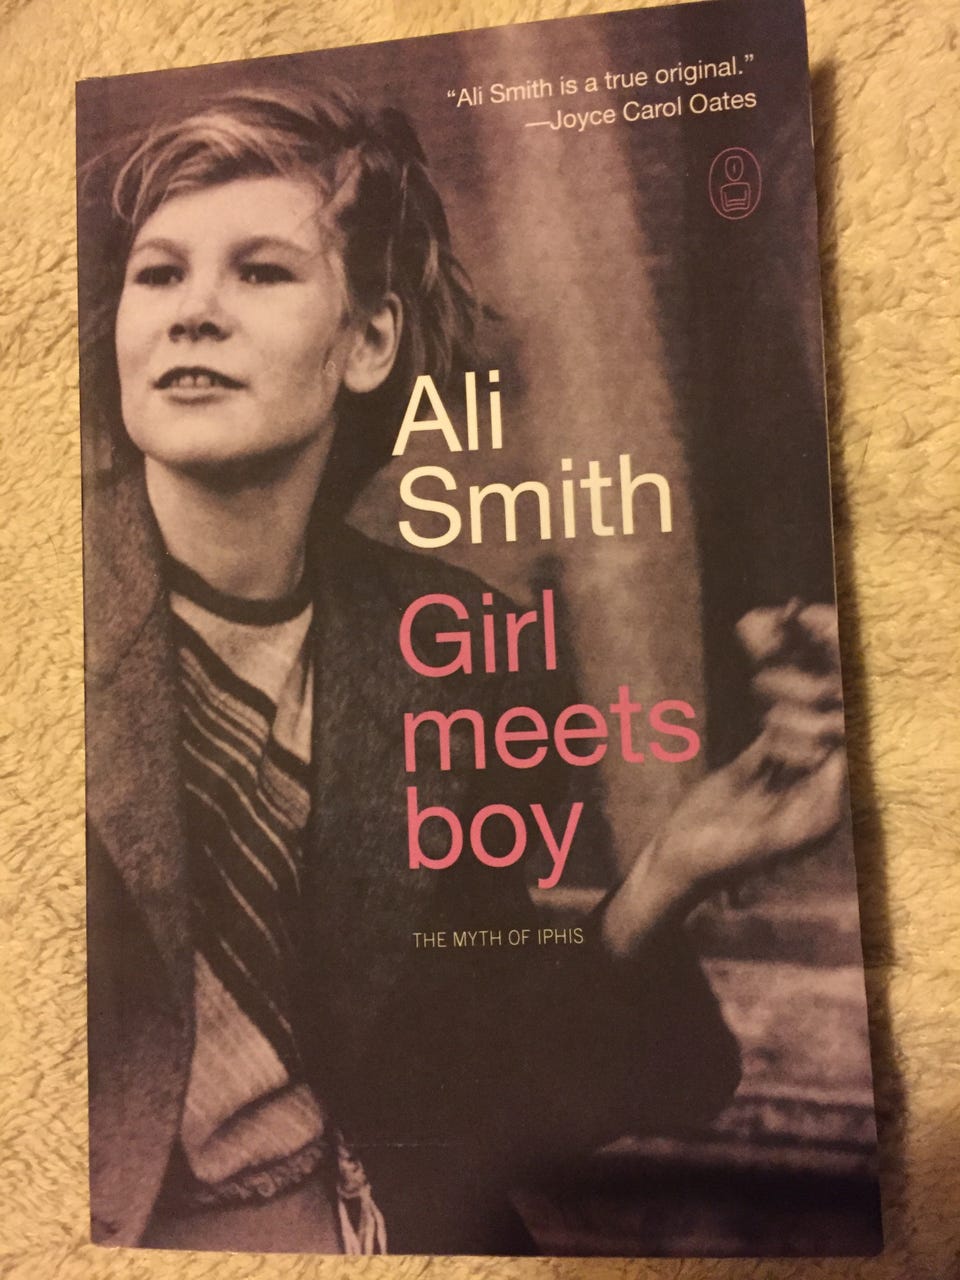 “Ali Smith is a true original.”
—Joyce Carol Oates
Ali
Smith
Girl
meets
boy
THE MYTH OF IPHIS